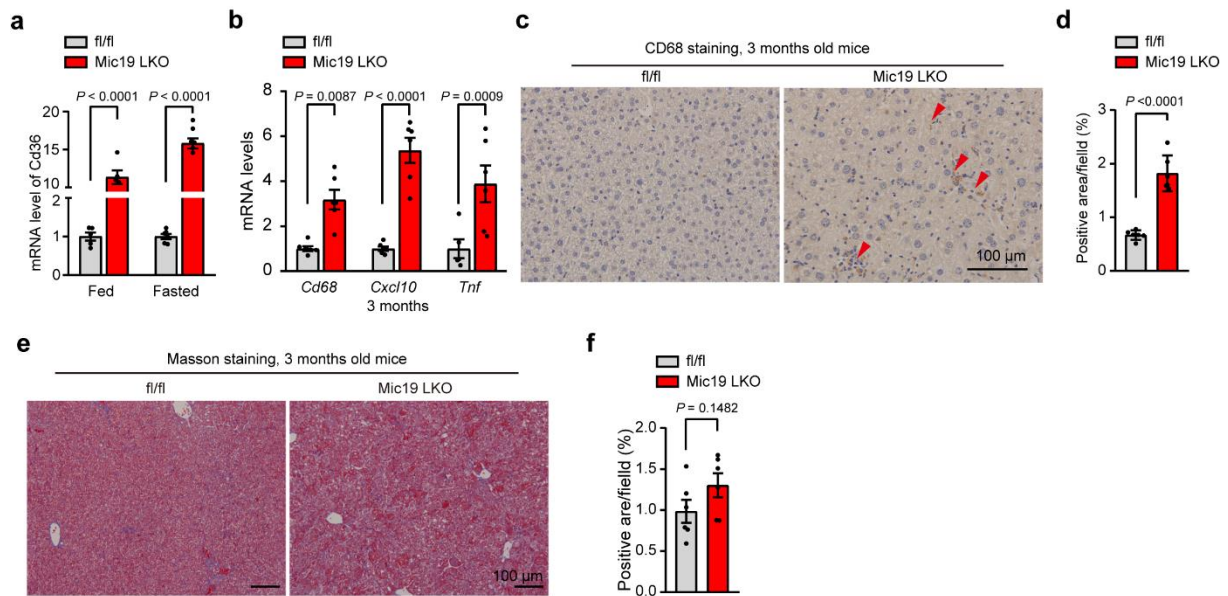 a
fl/fl
Mic19 LKO
P < 0.0001 P < 0.0001
mRNA level of Cd36
20
15
10
2
1
0
Fed Fasted
b
fl/fl
Mic19 LKO
P = 0.0087 P <0.0001 P =0.0009
mRNA levels
8
6
4
2
0
Cd68 Cxcl10 Tnf
3 months
c
CD68 staining, 3 months old mice
fl/fl Mic19 LKO
100 µm
d
fl/fl
Mic19 LKO
P <0.0001
Positive area/fielld (%)
3
2
1
0
e
Masson staining, 3 months old mice
fl/fl Mic19 LKO
100 µm
f
fl/fl
Mic19 LKO
P = 0.1482
Positive are/fielld (%)
2.0
1.5
1.0
0.5
0.0